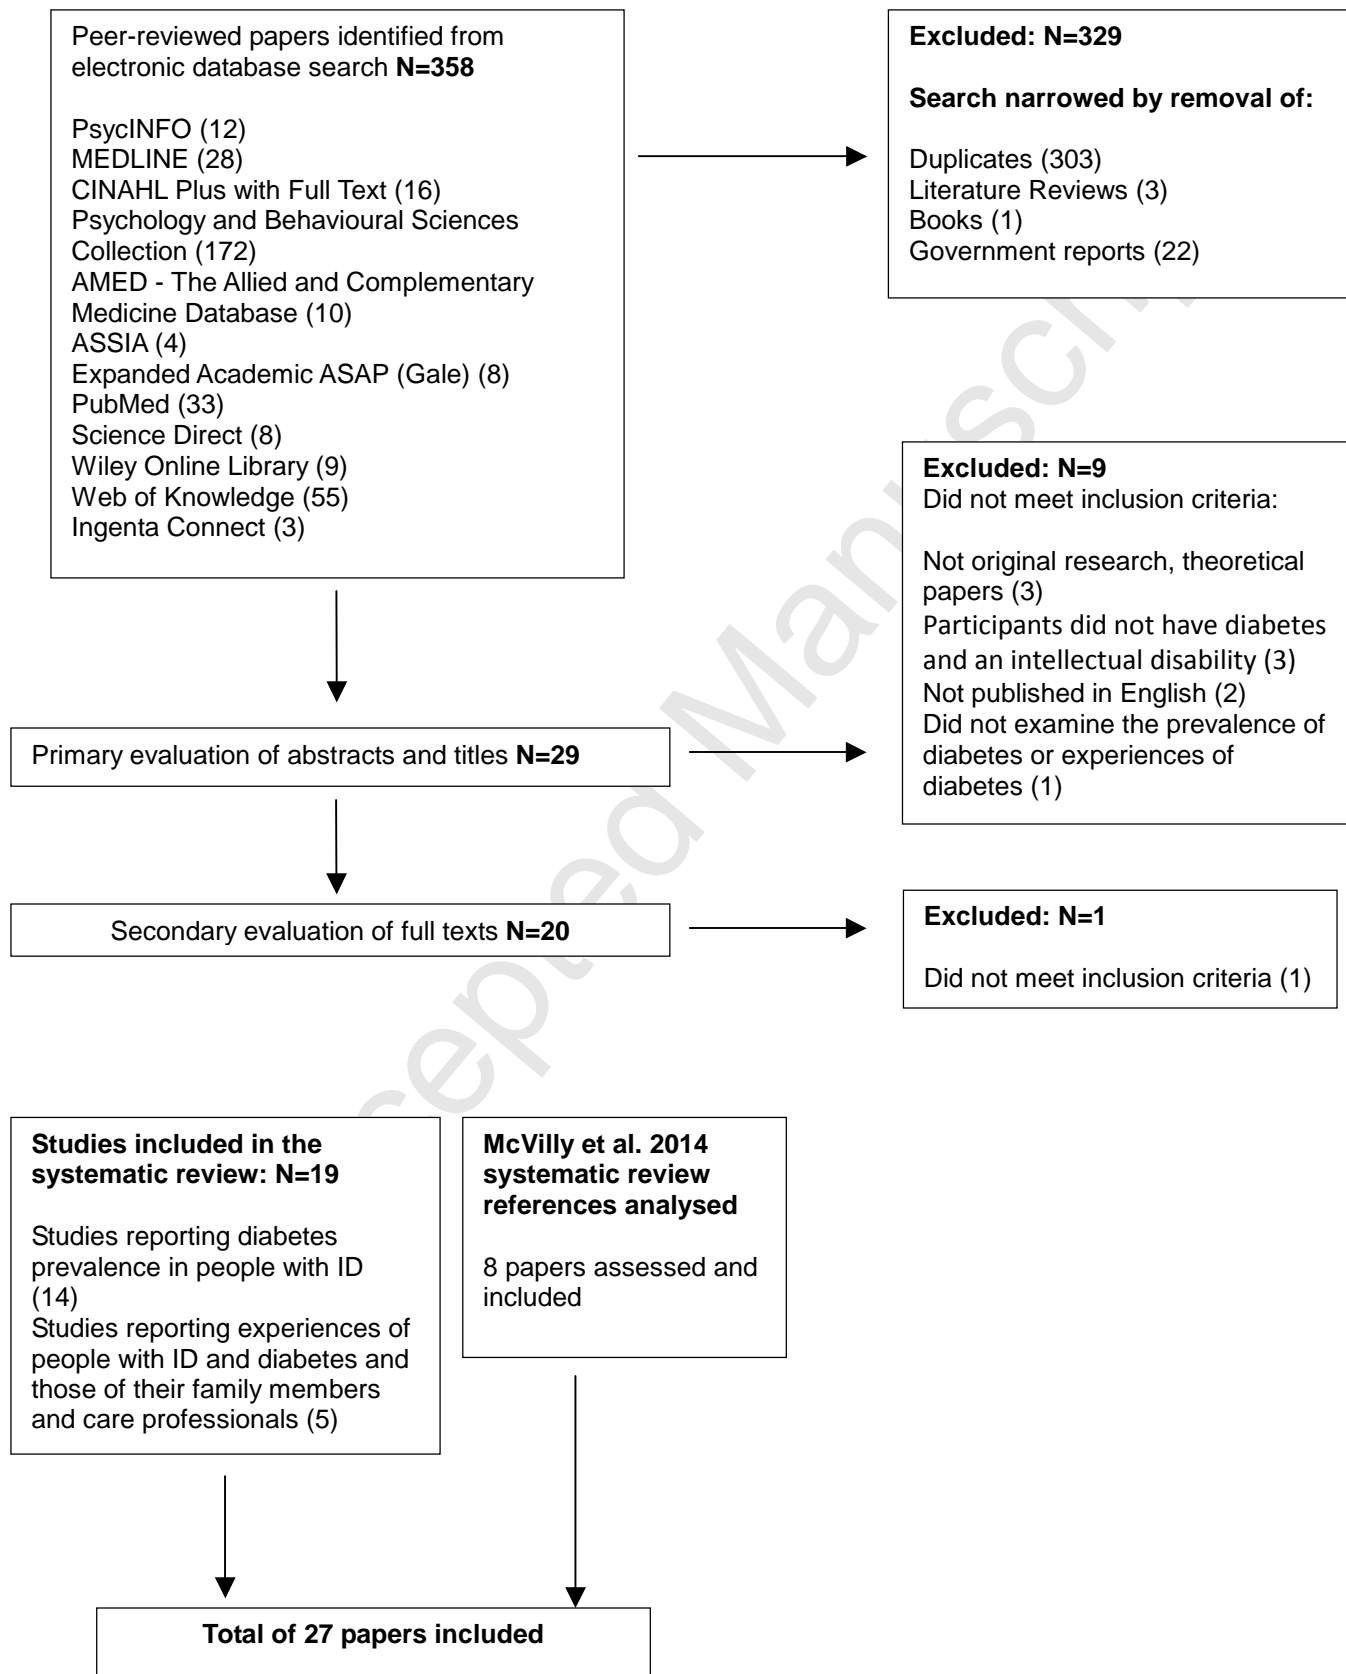 Peer-reviewed papers identified from
electronic database search N=358
PsycINFO (12)
MEDLINE (28)
CINAHL Plus with Full Text (16)
Psychology and Behavioural Sciences
Collection (172)
AMED - The Allied and Complementary
Medicine Database (10)
ASSIA (4)
Expanded Academic ASAP (Gale) (8)
PubMed (33)
Science Direct (8)
Wiley Online Library (9)
Web of Knowledge (55)
Ingenta Connect (3)
Excluded: N=329
Search narrowed by removal of:
Duplicates (303)
Literature Reviews (3)
Books (1)
Government reports (22)
Primary evaluation of abstracts and titles N=29
Excluded: N=9
Did not meet inclusion criteria:
Not original research, theoretical
papers (3)
Participants did not have diabetes
and an intellectual disability (3)
Not published in English (2)
Did not examine the prevalence of
diabetes or experiences of
diabetes (1)
Secondary evaluation of full texts N=20
Excluded: N=1
Did not meet inclusion criteria (1)
Studies included in the
systematic review: N=19
Studies reporting diabetes
prevalence in people with ID
(14)
Studies reporting experiences of
people with ID and diabetes and
those of their family members
and care professionals (5)
McVilly et al. 2014
systematic review
references analysed
8 papers assessed and
included
Total of 27 papers included